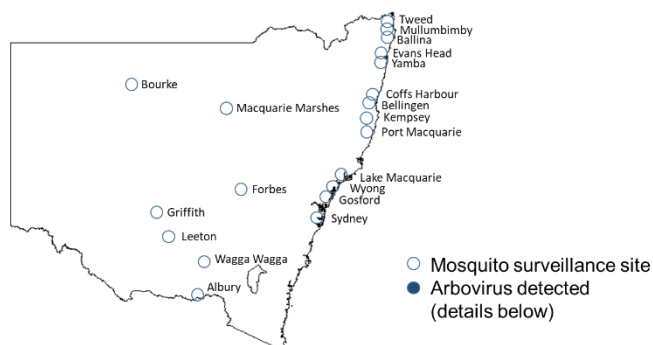 Tweed
Mullumbimby
Ballina
Evans Head
Yamba
Bourke
Coffs Harbour
Macquarie Marshes
Bellingen
Kempsey
Port Macquarie
Lake Macquarie
Forbes
Wyong
Gosford
Griffith
Sydney
Leeton
Wagga Wagga
Mosquito surveillance site
Albury
Arbovirus detected
(details below)